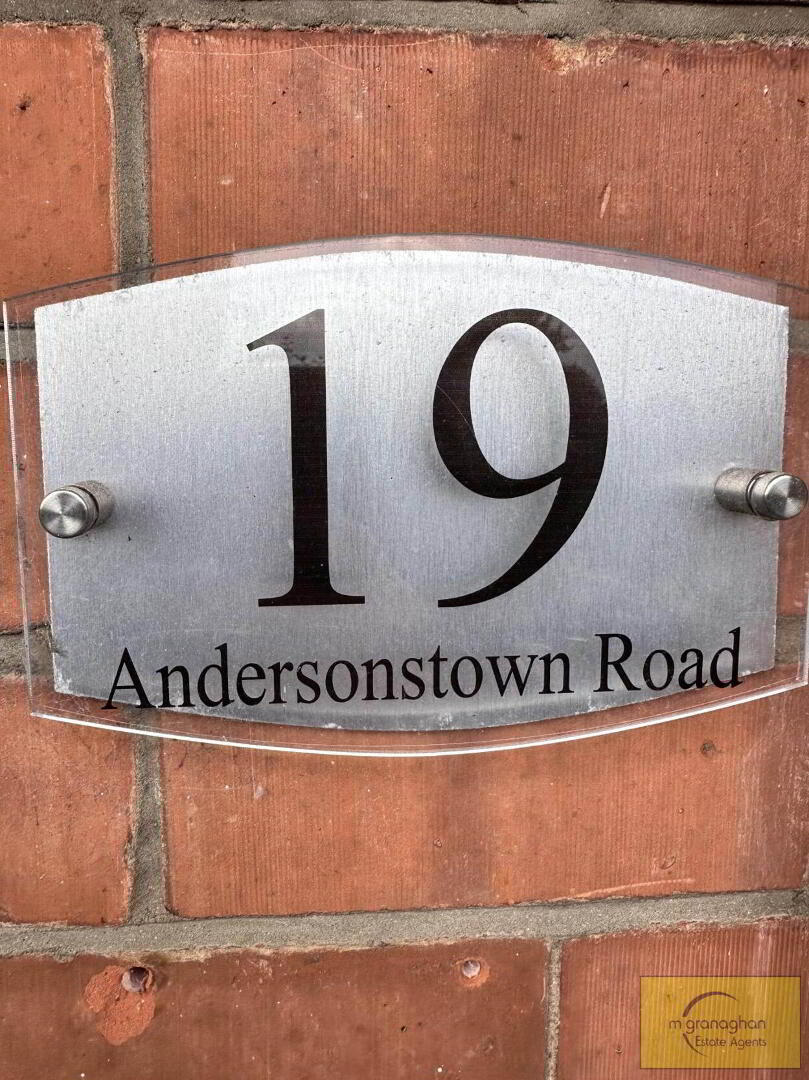 19
Andersonstown Road
m granaghan
Estate Agents